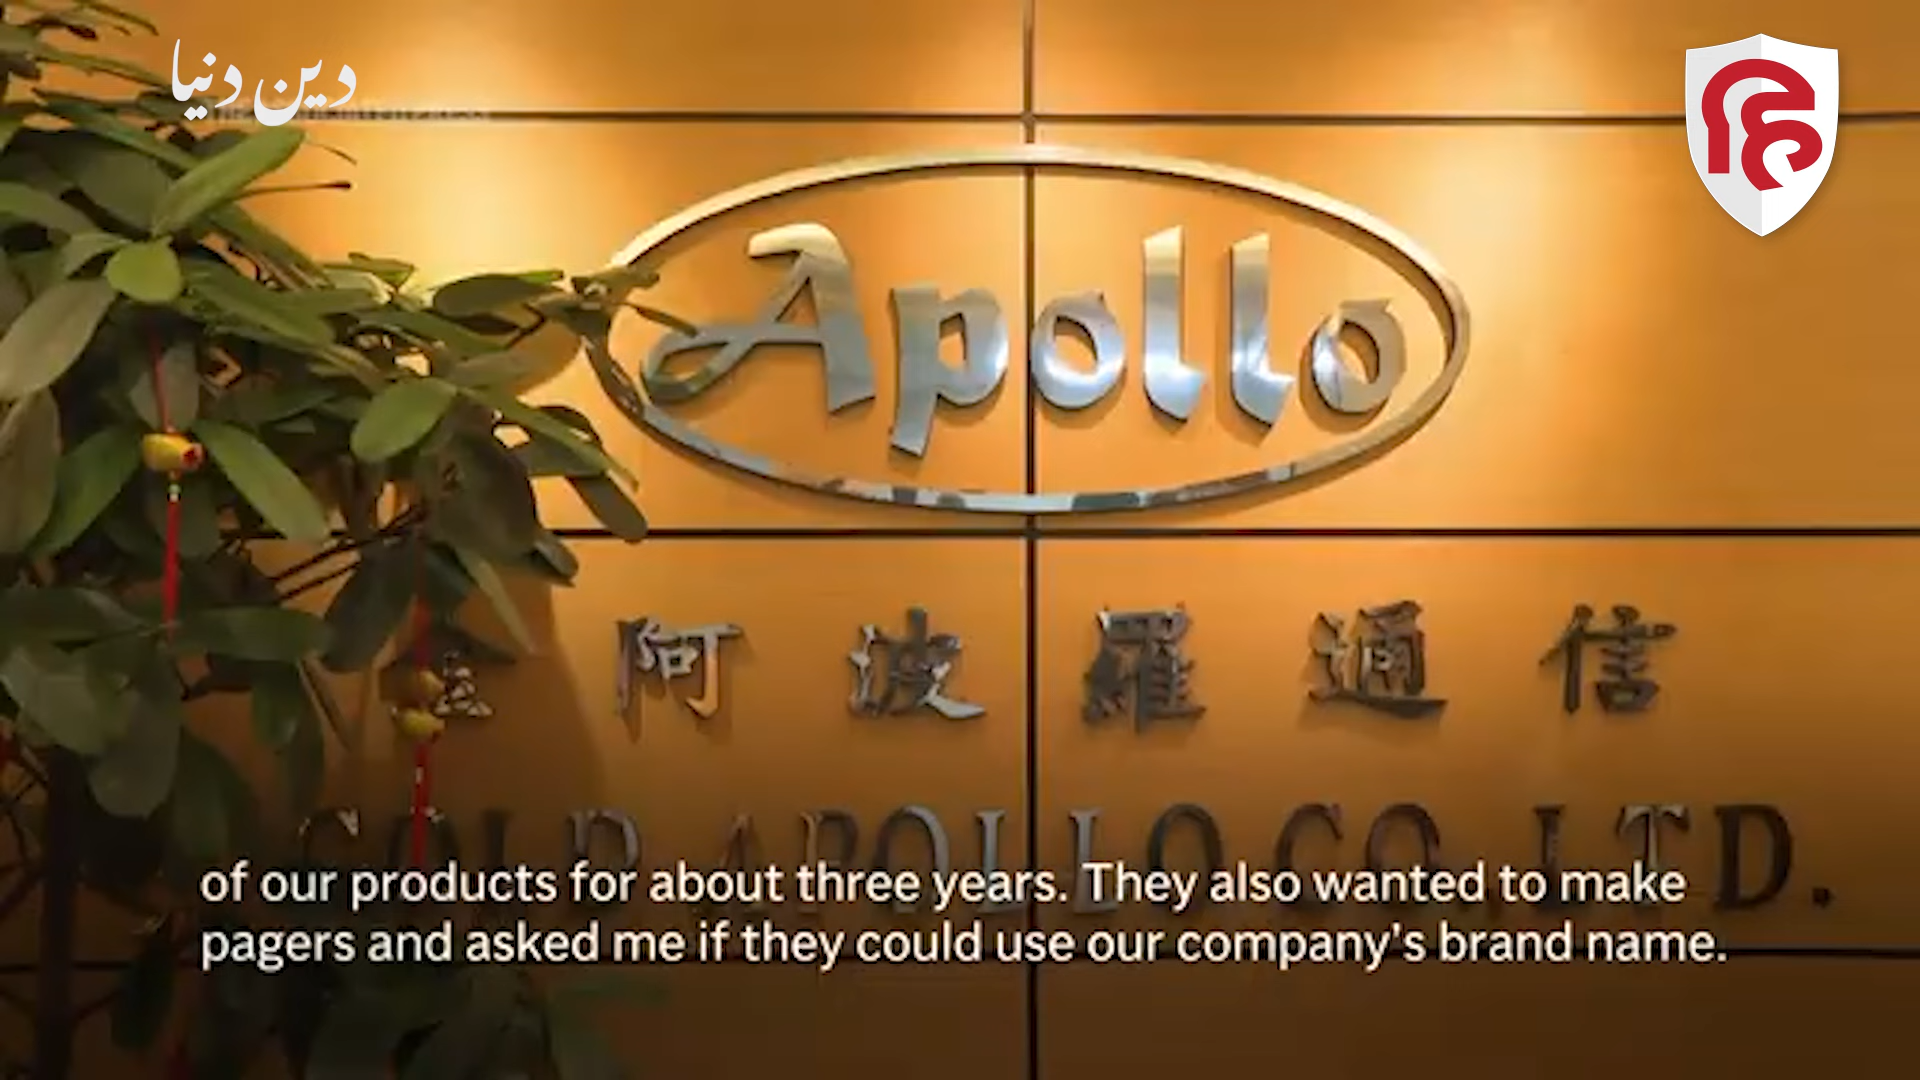 دین دنیا
Apollo
阿波羅通信
GOLD APOLLO CO., LTD.
of our products for about three years. They also wanted to make
pagers and asked me if they could use our company's brand name.